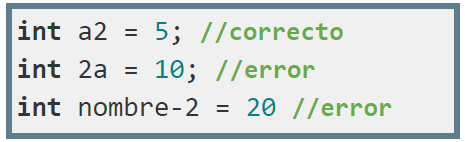 int a2 = 5; //correcto
int 2a = 10; //error
int nombre-2 = 20 //error